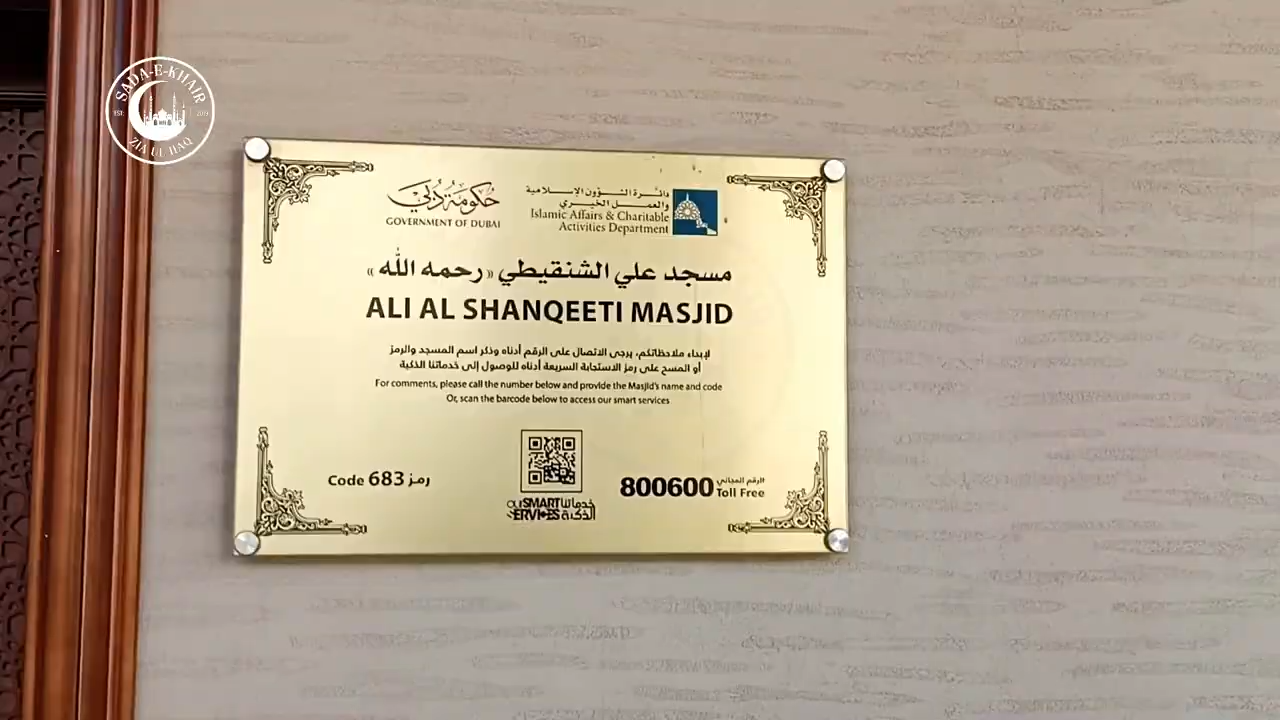 SADA-E-KHAIR
EST: 2019
ZIA UL HAQ
حكومة دبي
GOVERNMENT OF DUBAI
دائرة الشؤون الإسلامية
والعمل الخيري
Islamic Affairs & Charitable
Activities Department
مسجد علي الشنقيطي «رحمه الله»
ALI AL SHANQEETI MASJID
لإبداء ملاحظاتكم، يرجى الاتصال على الرقم أدناه وذكر اسم المسجد والرمز
أو المسح على رمز الاستجابة السريعة أدناه للوصول إلى خدماتنا الذكية
For comments, please call the number below and provide the Masjid's name and code
Or, scan the barcode below to access our smart services
Code 683 رمز
OUR SMART خدماتنا
SERVICES الذكية
800600 الرقم المجاني
Toll Free